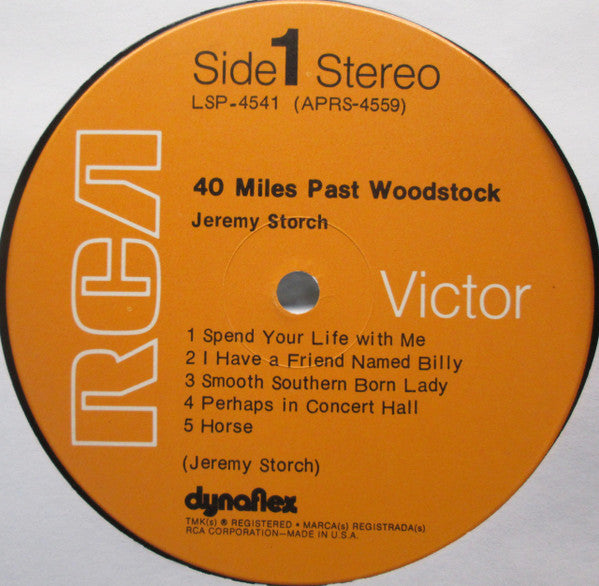 Side 1 Stereo
LSP-4541 (APRS-4559)
40 Miles Past Woodstock
Jeremy Storch
RCA
Victor
1 Spend Your Life with Me
2 I Have a Friend Named Billy
3 Smooth Southern Born Lady
4 Perhaps in Concert Hall
5 Horse
(Jeremy Storch)
dynaflex
TMK(s) ® REGISTERED • MARCA(s) REGISTRADA(s)
RCA CORPORATION—MADE IN U.S.A.